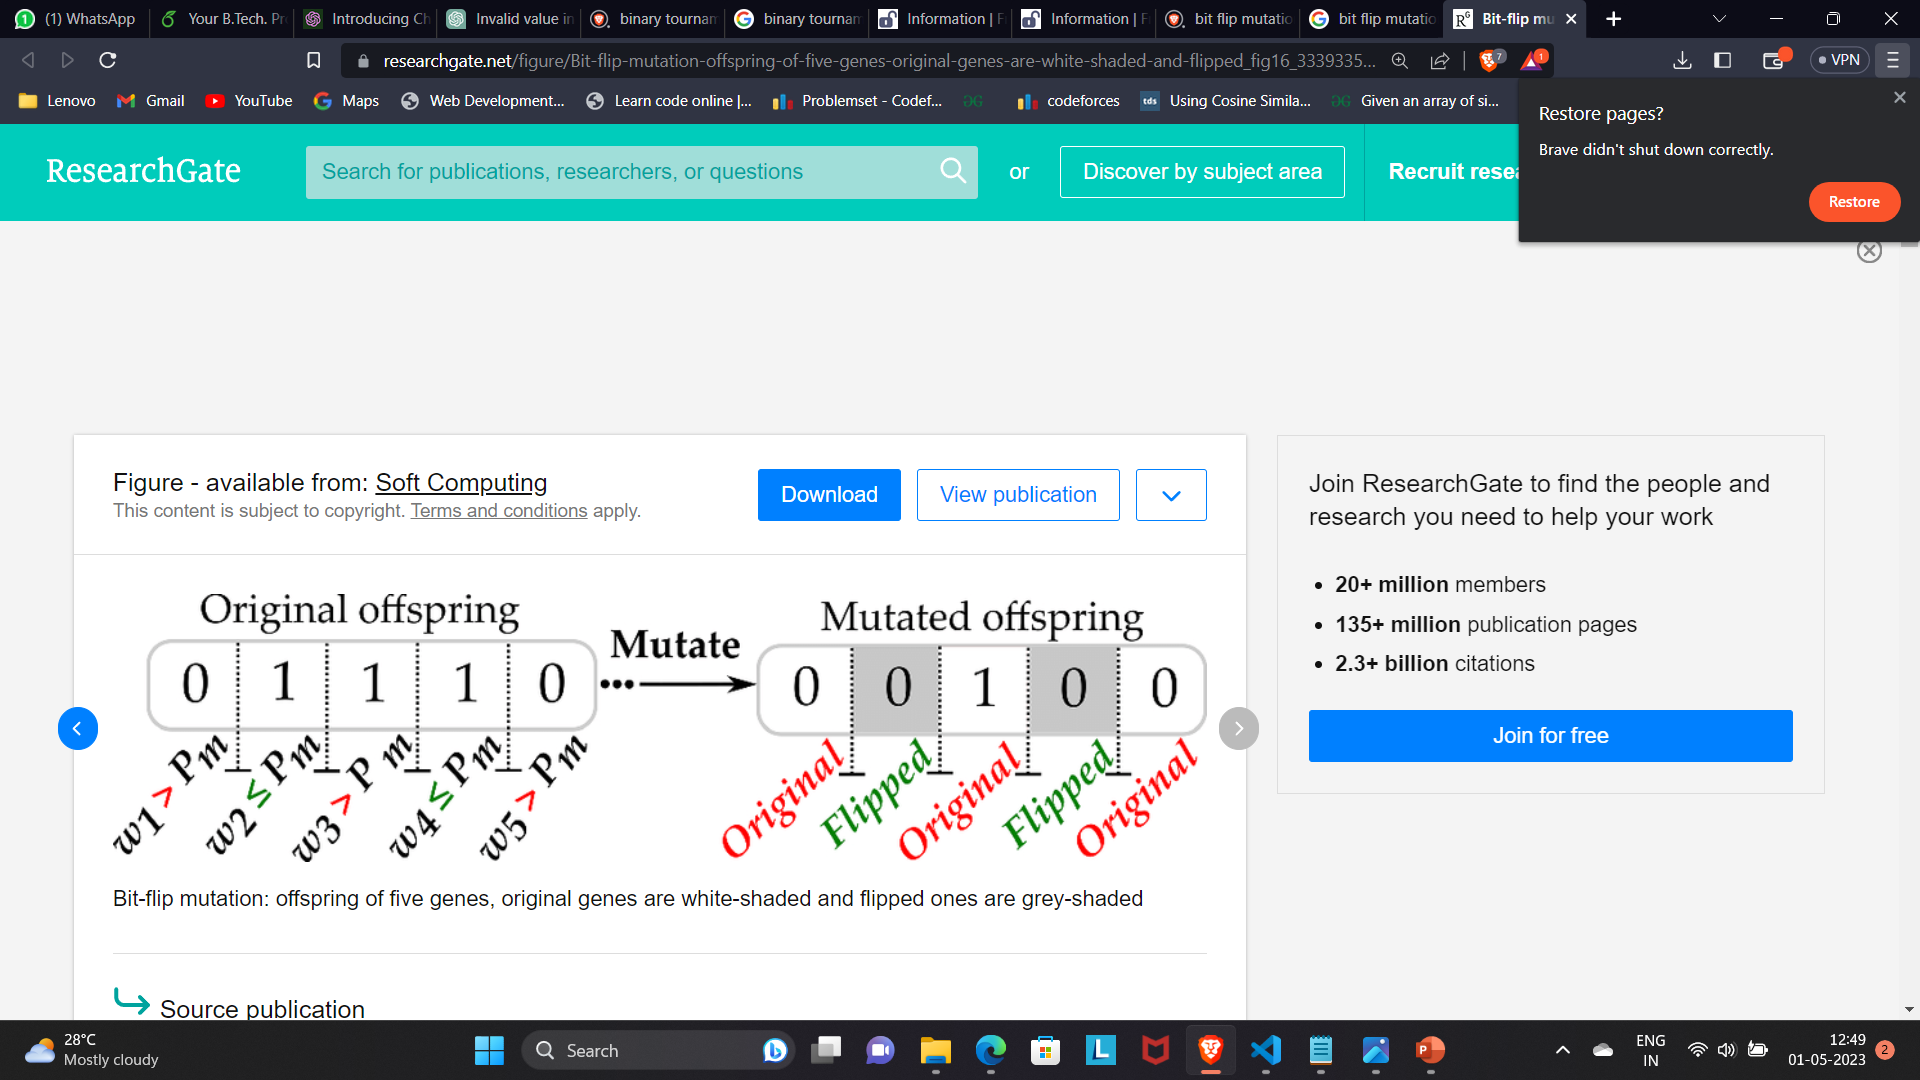 (1) WhatsApp
Your B.Tech. Pr
Introducing Ch
Invalid value in
binary tournam
binary tournam
Information | F
Information | F
bit flip mutatio
bit flip mutatio
Bit-flip mu
researchgate.net/figure/Bit-flip-mutation-offspring-of-five-genes-original-genes-are-white-shaded-and-flipped_fig16_3339335...
7
1
VPN
Lenovo
Gmail
YouTube
Maps
Web Development...
Learn code online |...
Problemset - Codef...
codeforces
tds
Using Cosine Simila...
Given an array of si...
Restore pages?
Brave didn't shut down correctly.
Restore
ResearchGate
Search for publications, researchers, or questions
or
Discover by subject area
Recruit resea
Figure - available from: Soft Computing
This content is subject to copyright. Terms and conditions apply.
Download
View publication
Original offspring
0 1 1 1 0
w1 > Pm
w2 ≤ Pm
w3 > Pm
w4 ≤ Pm
w5 > Pm
Mutate
Mutated offspring
0 0 1 0 0
Original
Flipped
Original
Flipped
Original
Bit-flip mutation: offspring of five genes, original genes are white-shaded and flipped ones are grey-shaded
Source publication
Join ResearchGate to find the people and
research you need to help your work
• 20+ million members
• 135+ million publication pages
• 2.3+ billion citations
Join for free
28°C
Mostly cloudy
Search
ENG
IN
12:49
01-05-2023
2